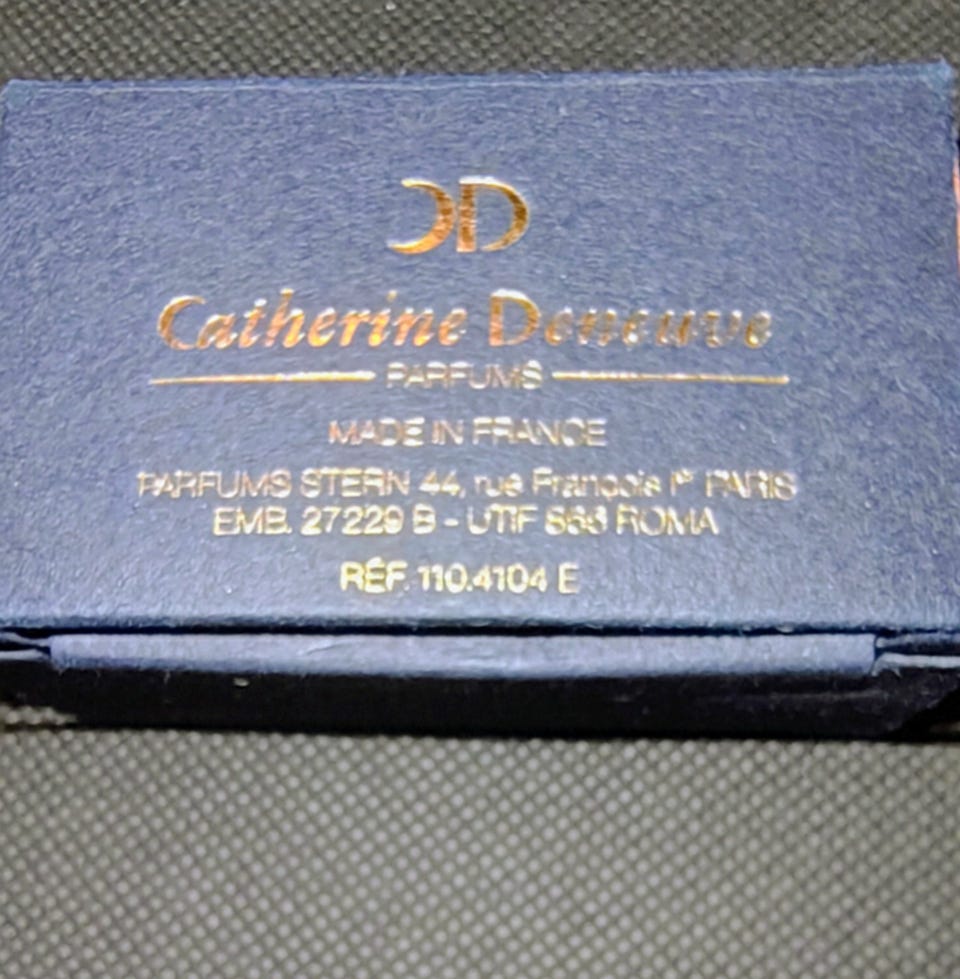 CD
Catherine Deneuve
PARFUMS
MADE IN FRANCE
PARFUMS STERN 44, rue François Iᵉʳ PARIS
EMB. 27229 B - UTIF ROMA
RÉF. 110.4104 E